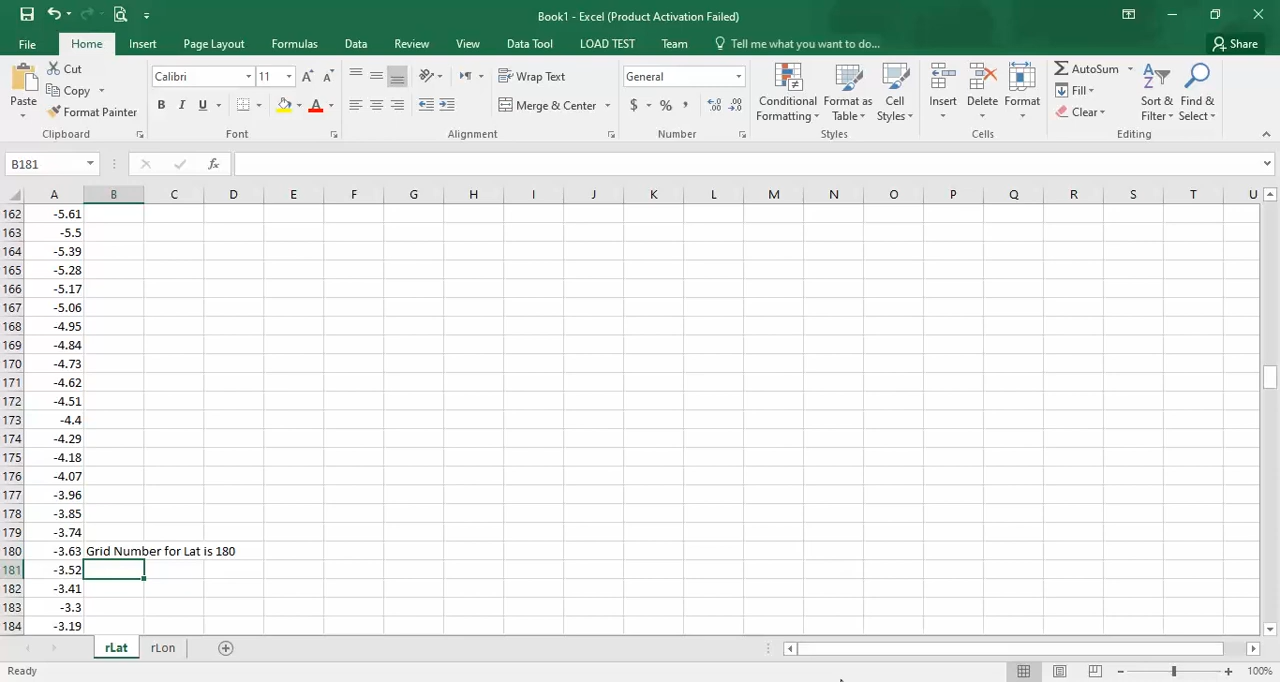 Book1 - Excel (Product Activation Failed)
File Home Insert Page Layout Formulas Data Review View Data Tool LOAD TEST Team Tell me what you want to do... Share
Paste
Cut
Copy
Format Painter
Clipboard
Calibri 11
B I U A
Font
Wrap Text
Merge & Center
Alignment
General
$ % ,
Number
Conditional Formatting
Format as Table
Cell Styles
Styles
Insert Delete Format
Cells
AutoSum
Fill
Clear
Sort & Filter
Find & Select
Editing
B181 fx
A B C D E F G H I J K L M N O P Q R S T U
162 -5.61
163 -5.5
164 -5.39
165 -5.28
166 -5.17
167 -5.06
168 -4.95
169 -4.84
170 -4.73
171 -4.62
172 -4.51
173 -4.4
174 -4.29
175 -4.18
176 -4.07
177 -3.96
178 -3.85
179 -3.74
180 -3.63 Grid Number for Lat is 180
181 -3.52
182 -3.41
183 -3.3
184 -3.19
rLat rLon
Ready 100%